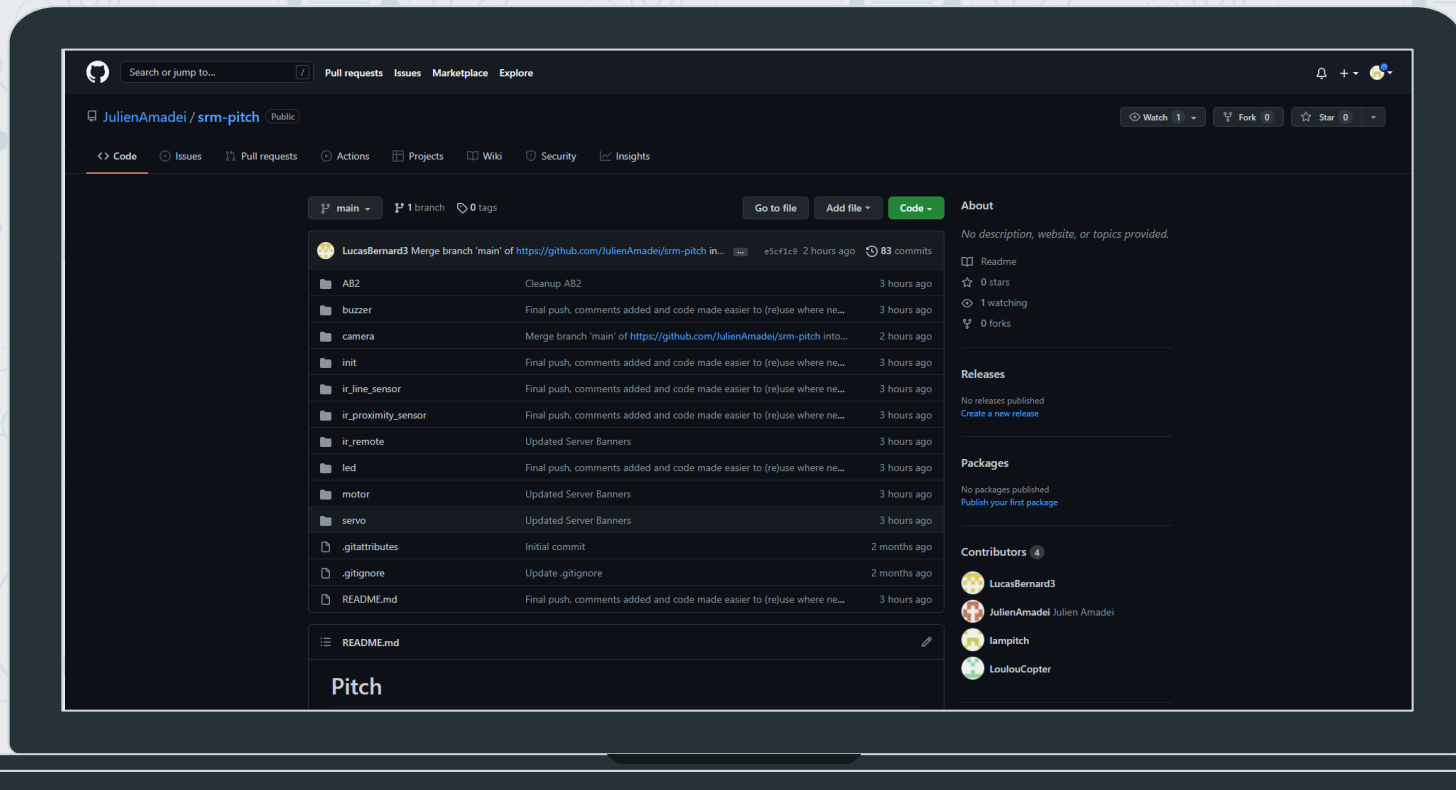 Search or jump to... / Pull requests Issues Marketplace Explore
JulienAmadei / srm-pitch Public
Watch 1 Fork 0 Star 0
<> Code Issues Pull requests Actions Projects Wiki Security Insights
main 1 branch 0 tags Go to file Add file Code
LucasBernard3 Merge branch 'main' of https://github.com/JulienAmadei/srm-pitch in... ... e5cf1c9 2 hours ago 83 commits
AB2 Cleanup AB2 3 hours ago
buzzer Final push, comments added and code made easier to (re)use where ne... 3 hours ago
camera Merge branch 'main' of https://github.com/JulienAmadei/srm-pitch into... 2 hours ago
init Final push, comments added and code made easier to (re)use where ne... 3 hours ago
ir_line_sensor Final push, comments added and code made easier to (re)use where ne... 3 hours ago
ir_proximity_sensor Final push, comments added and code made easier to (re)use where ne... 3 hours ago
ir_remote Updated Server Banners 3 hours ago
led Final push, comments added and code made easier to (re)use where ne... 3 hours ago
motor Updated Server Banners 3 hours ago
servo Updated Server Banners 3 hours ago
.gitattributes Initial commit 2 months ago
.gitignore Update .gitignore 2 months ago
README.md Final push, comments added and code made easier to (re)use where ne... 3 hours ago
README.md
Pitch
About
No description, website, or topics provided.
Readme
0 stars
1 watching
0 forks
Releases
No releases published
Create a new release
Packages
No packages published
Publish your first package
Contributors 4
LucasBernard3
JulienAmadei Julien Amadei
lampitch
LoulouCopter